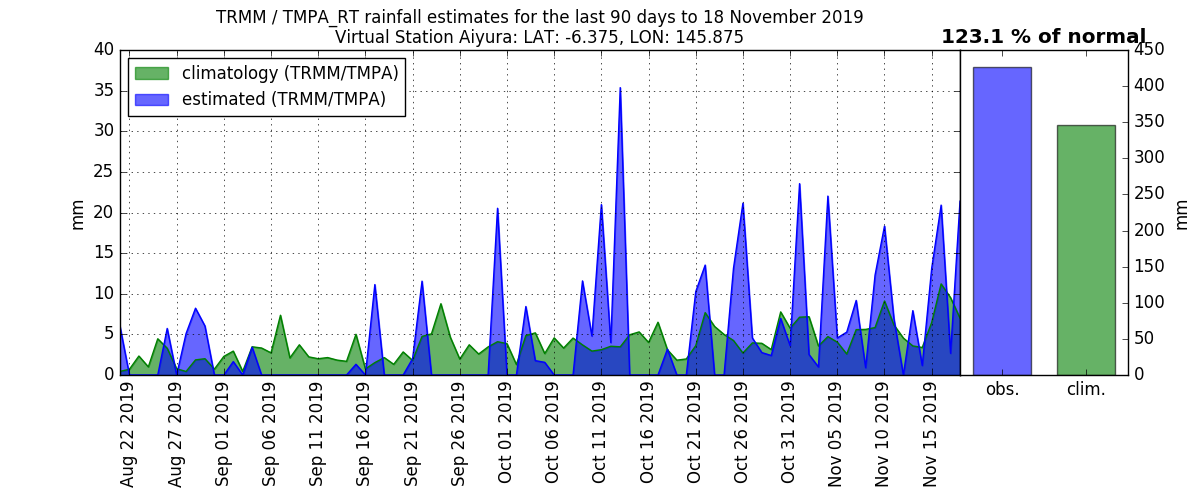 TRMM / TMPA_RT rainfall estimates for the last 90 days to 18 November 2019
Virtual Station Aiyura: LAT: -6.375, LON: 145.875
123.1 % of normal
climatology (TRMM/TMPA)
estimated (TRMM/TMPA)
mm
40
35
30
25
20
15
10
5
0
Aug 22 2019
Aug 27 2019
Sep 01 2019
Sep 06 2019
Sep 11 2019
Sep 16 2019
Sep 21 2019
Sep 26 2019
Oct 01 2019
Oct 06 2019
Oct 11 2019
Oct 16 2019
Oct 21 2019
Oct 26 2019
Oct 31 2019
Nov 05 2019
Nov 10 2019
Nov 15 2019
obs.
clim.
450
400
350
300
250
200
150
100
50
0
mm